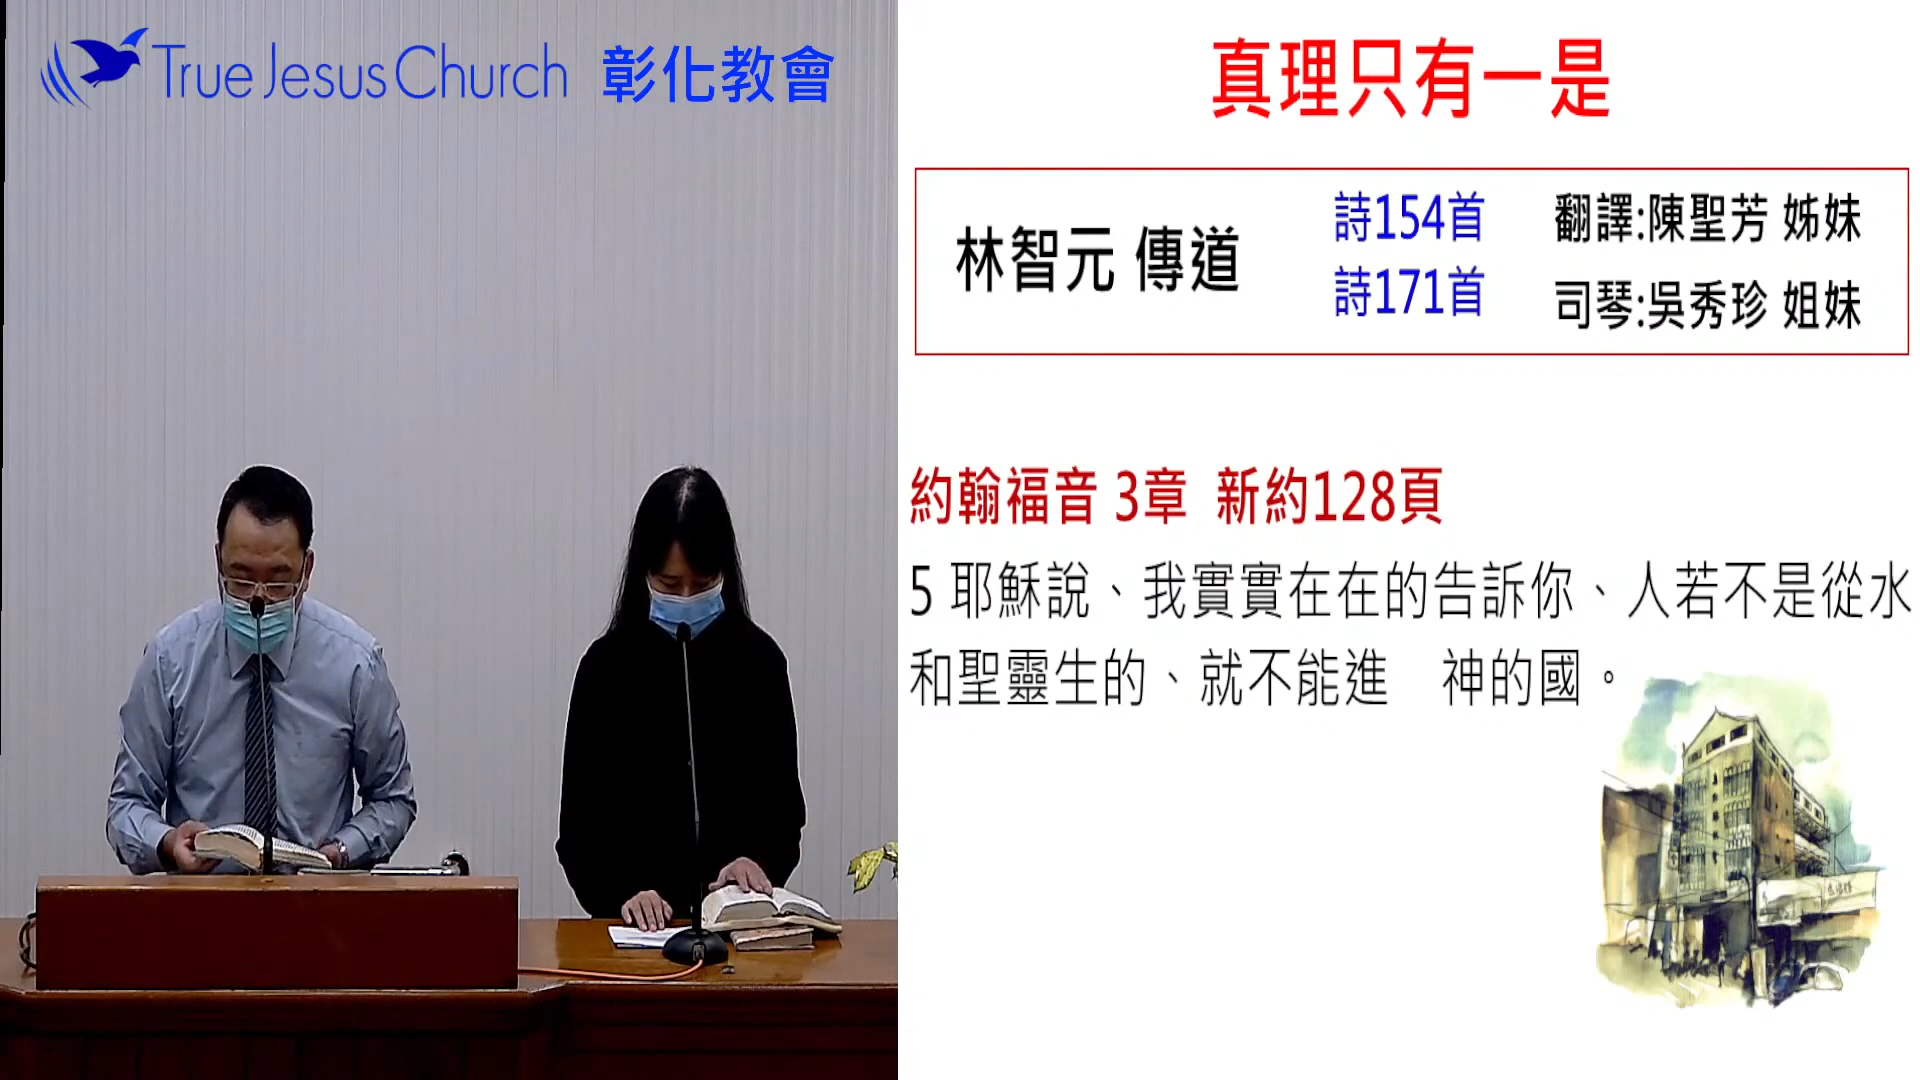 True Jesus Church 彰化教會
真理只有一是
林智元 傳道
詩154首
詩171首
翻譯:陳聖芳 姊妹
司琴:吳秀珍 姐妹
約翰福音 3章 新約128頁
5 耶穌說、我實實在在的告訴你、人若不是從水
和聖靈生的、就不能進　神的國。